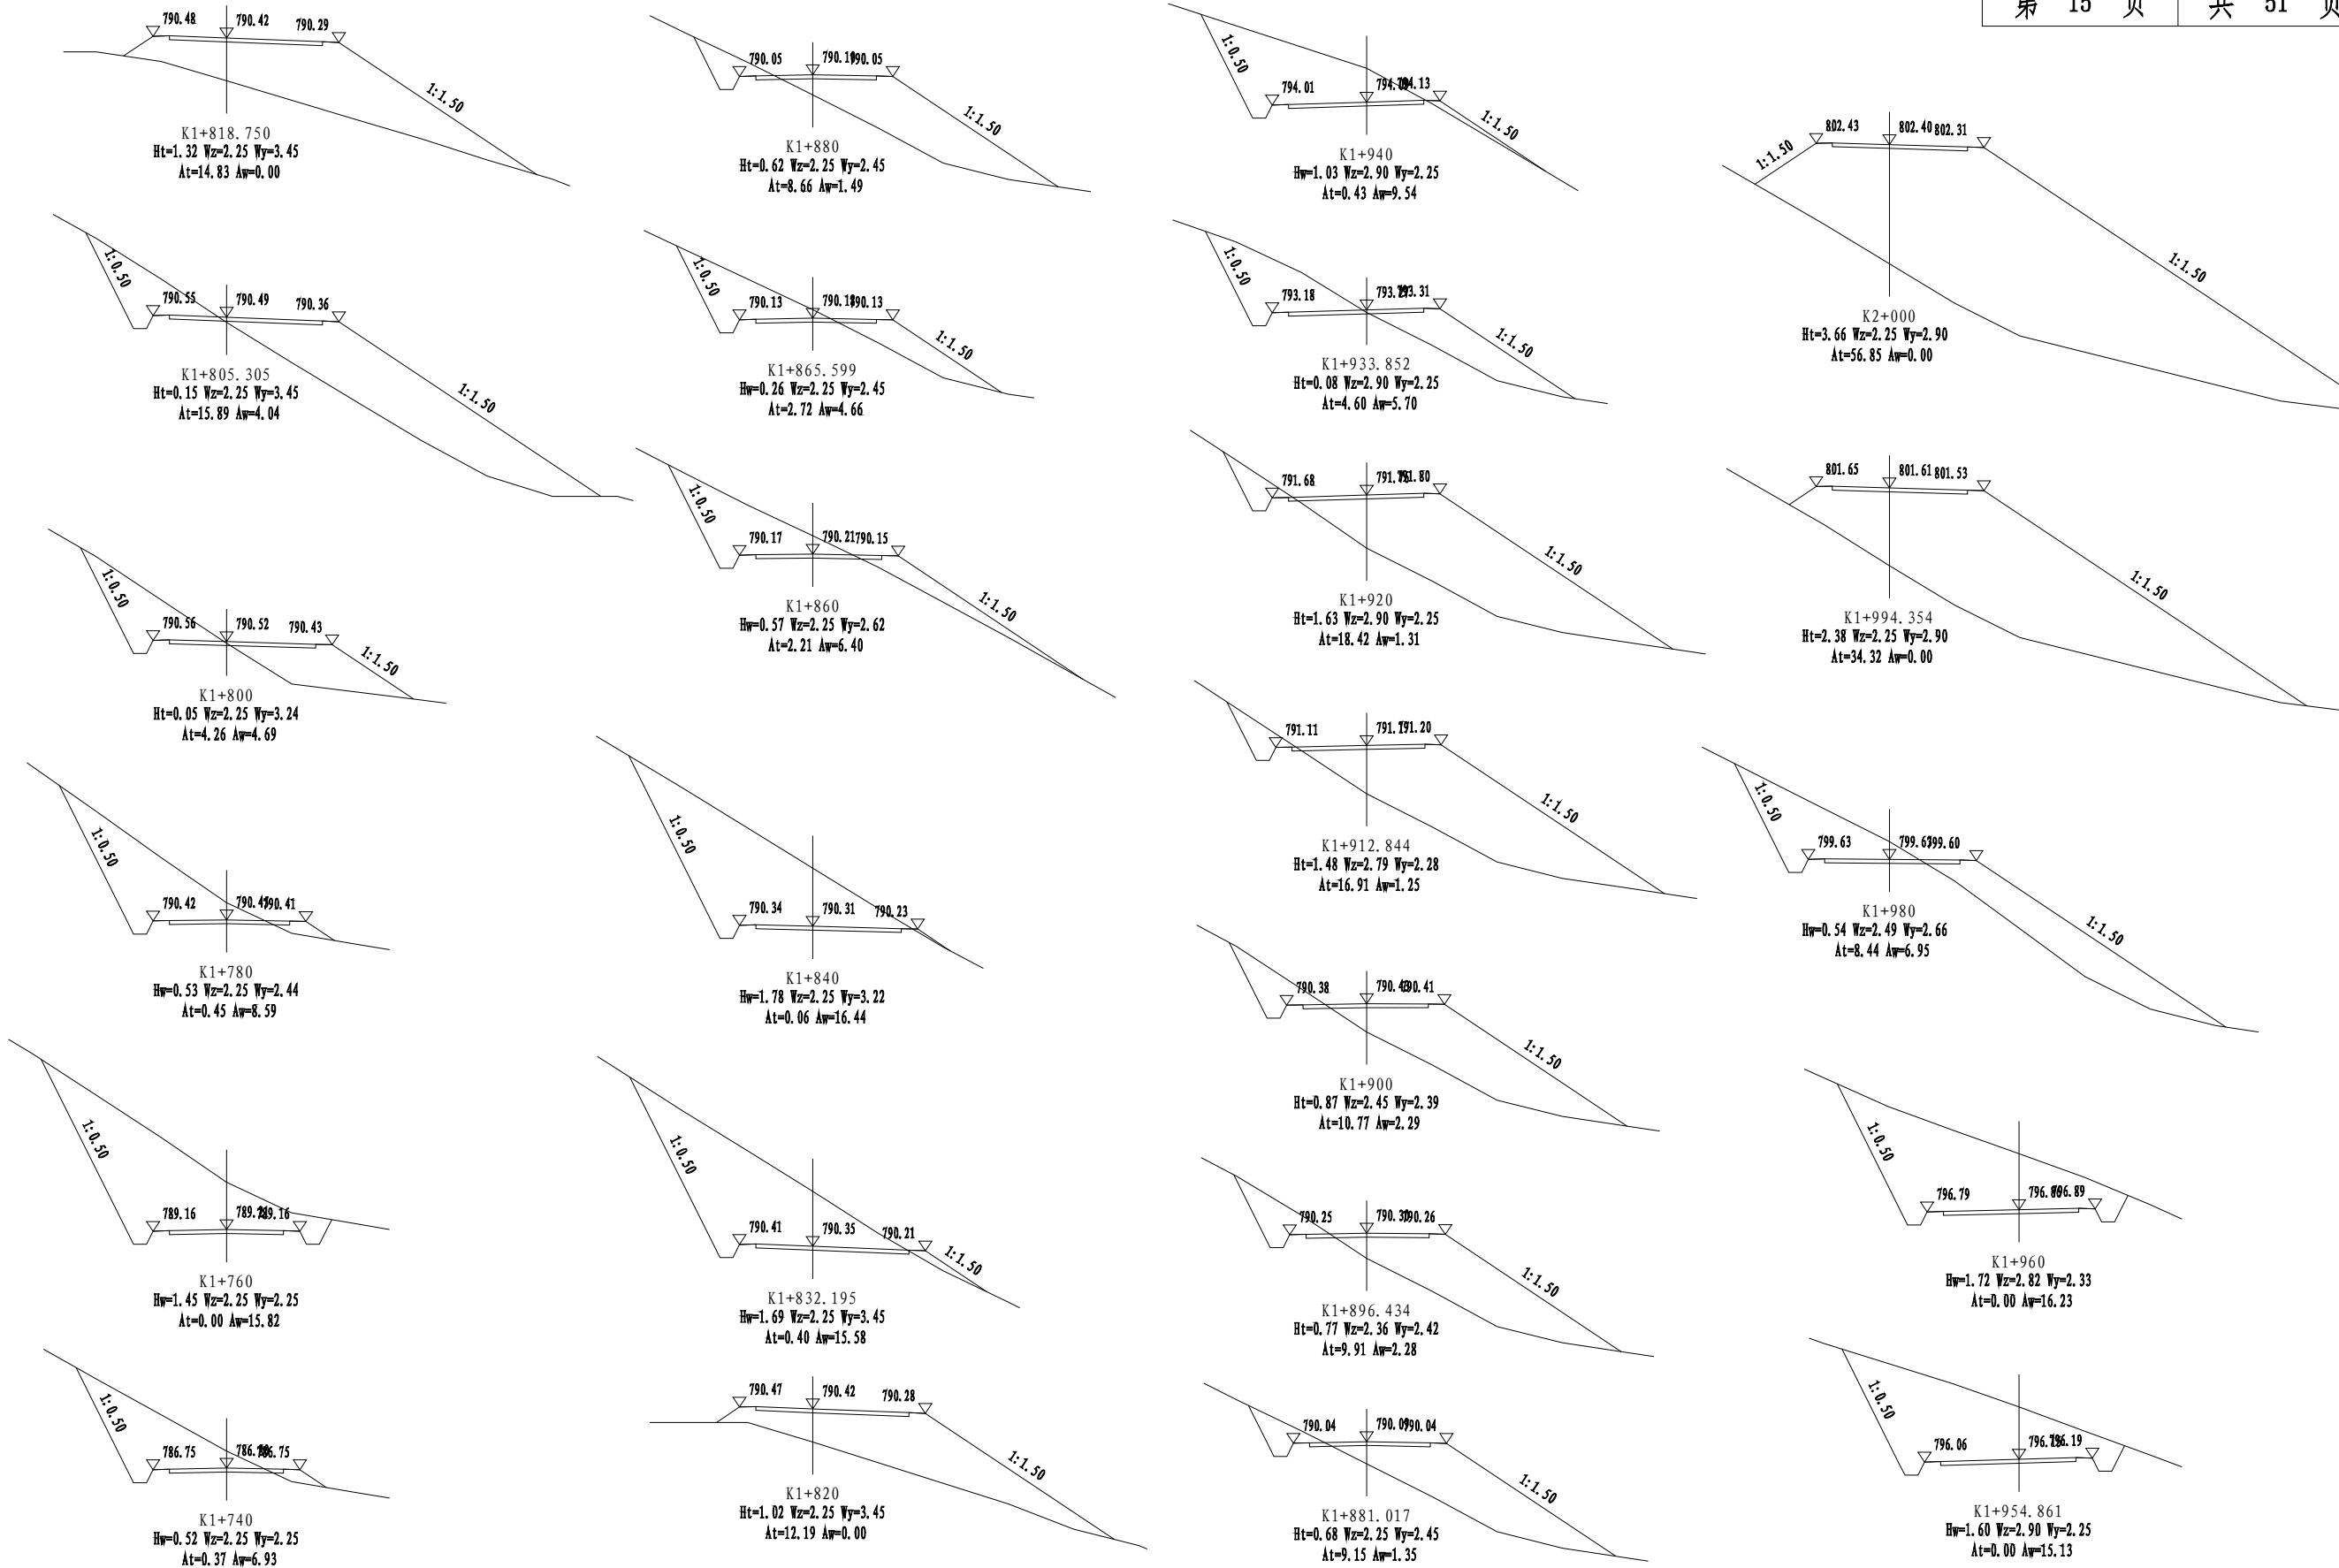 第 15 页 共 51 页
790.48 790.42 790.29
1:1.50
K1+818.750
Ht=1.32 Wz=2.25 Wy=3.45
At=14.83 Aw=0.00
1:0.50
790.55 790.49 790.36
1:1.50
K1+805.305
Ht=0.15 Wz=2.25 Wy=3.45
At=15.89 Aw=4.04
1:0.50
790.56 790.52 790.43
1:1.50
K1+800
Ht=0.05 Wz=2.25 Wy=3.24
At=4.26 Aw=4.69
1:0.50
790.42 790.41
K1+780
Hw=0.53 Wz=2.25 Wy=2.44
At=0.45 Aw=8.59
1:0.50
789.16 789.16
K1+760
Hw=1.45 Wz=2.25 Wy=2.25
At=0.00 Aw=15.82
1:0.50
786.75 786.75
K1+740
Hw=0.52 Wz=2.25 Wy=2.25
At=0.37 Aw=6.93
790.05 790.05
1:1.50
K1+880
Ht=0.62 Wz=2.25 Wy=2.45
At=8.66 Aw=1.49
1:0.50
790.13 790.13
1:1.50
K1+865.599
Hw=0.26 Wz=2.25 Wy=2.45
At=2.72 Aw=4.66
1:0.50
790.17 790.21 790.15
1:1.50
K1+860
Hw=0.57 Wz=2.25 Wy=2.62
At=2.21 Aw=6.40
1:0.50
790.34 790.31 790.23
K1+840
Hw=1.78 Wz=2.25 Wy=3.22
At=0.06 Aw=16.44
1:0.50
790.41 790.35 790.21
1:1.50
K1+832.195
Hw=1.69 Wz=2.25 Wy=3.45
At=0.40 Aw=15.58
790.47 790.42 790.28
1:1.50
K1+820
Ht=1.02 Wz=2.25 Wy=3.45
At=12.19 Aw=0.00
1:0.50
794.01 794.13
1:1.50
K1+940
Hw=1.03 Wz=2.90 Wy=2.25
At=0.43 Aw=9.54
1:0.50
793.18 793.31
1:1.50
K1+933.852
Ht=0.08 Wz=2.90 Wy=2.25
At=4.60 Aw=5.70
791.68 791.80
1:1.50
K1+920
Ht=1.63 Wz=2.90 Wy=2.25
At=18.42 Aw=1.31
791.11 791.20
1:1.50
K1+912.844
Ht=1.48 Wz=2.79 Wy=2.28
At=16.91 Aw=1.25
790.38 790.41
1:1.50
K1+900
Ht=0.87 Wz=2.45 Wy=2.39
At=10.77 Aw=2.29
790.25 790.26
1:1.50
K1+896.434
Ht=0.77 Wz=2.36 Wy=2.42
At=9.91 Aw=2.28
790.04 790.04
1:1.50
K1+881.017
Ht=0.68 Wz=2.25 Wy=2.45
At=9.15 Aw=1.35
802.43 802.40 802.31
1:1.50
1:1.50
K2+000
Ht=3.66 Wz=2.25 Wy=2.90
At=56.85 Aw=0.00
801.65 801.61 801.53
1:1.50
K1+994.354
Ht=2.38 Wz=2.25 Wy=2.90
At=34.32 Aw=0.00
1:0.50
799.63 799.60
1:1.50
K1+980
Hw=0.54 Wz=2.49 Wy=2.66
At=8.44 Aw=6.95
1:0.50
796.79 796.89
K1+960
Hw=1.72 Wz=2.82 Wy=2.33
At=0.00 Aw=16.23
1:0.50
796.06 796.19
K1+954.861
Hw=1.60 Wz=2.90 Wy=2.25
At=0.00 Aw=15.13